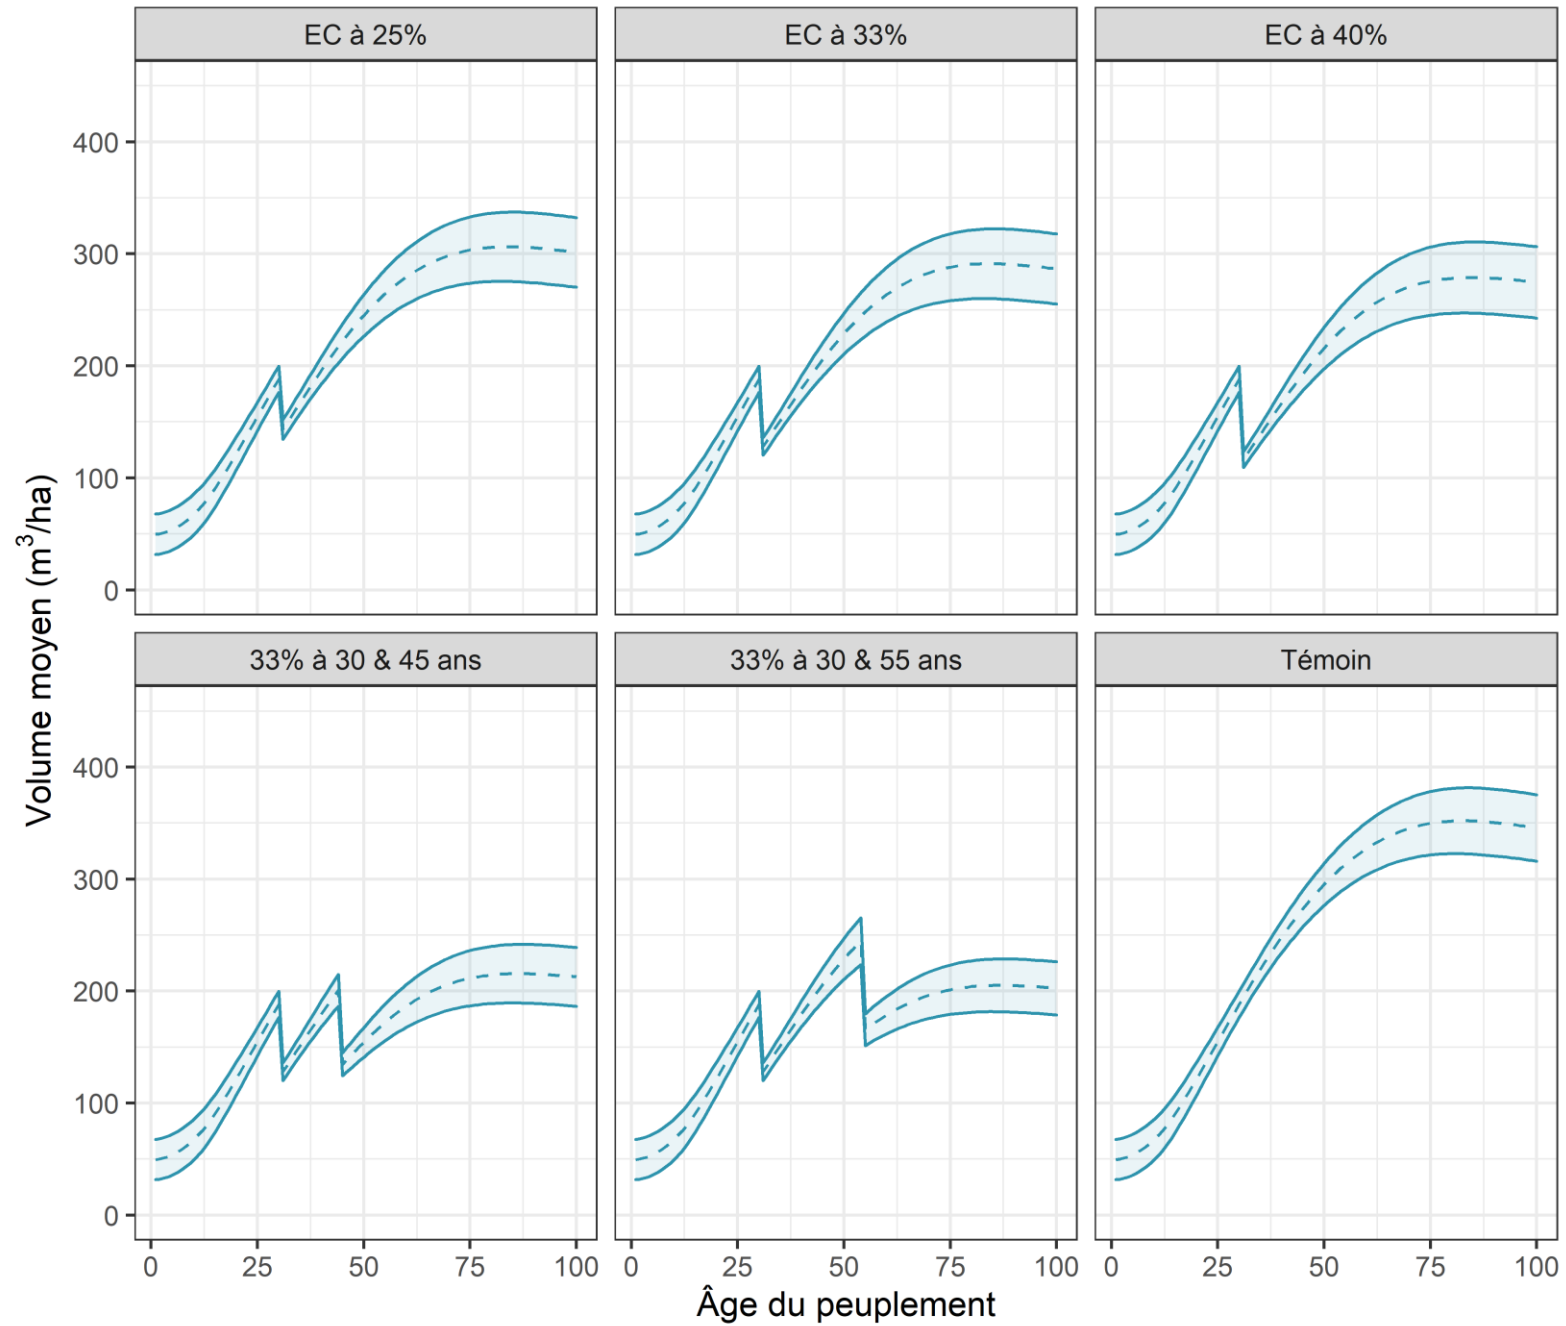 EC à 25%
EC à 33%
EC à 40%
400
300
200
100
0
Volume moyen (m³/ha)
33% à 30 & 45 ans
33% à 30 & 55 ans
Témoin
400
300
200
100
0
0 25 50 75 100
0 25 50 75 100
0 25 50 75 100
Âge du peuplement